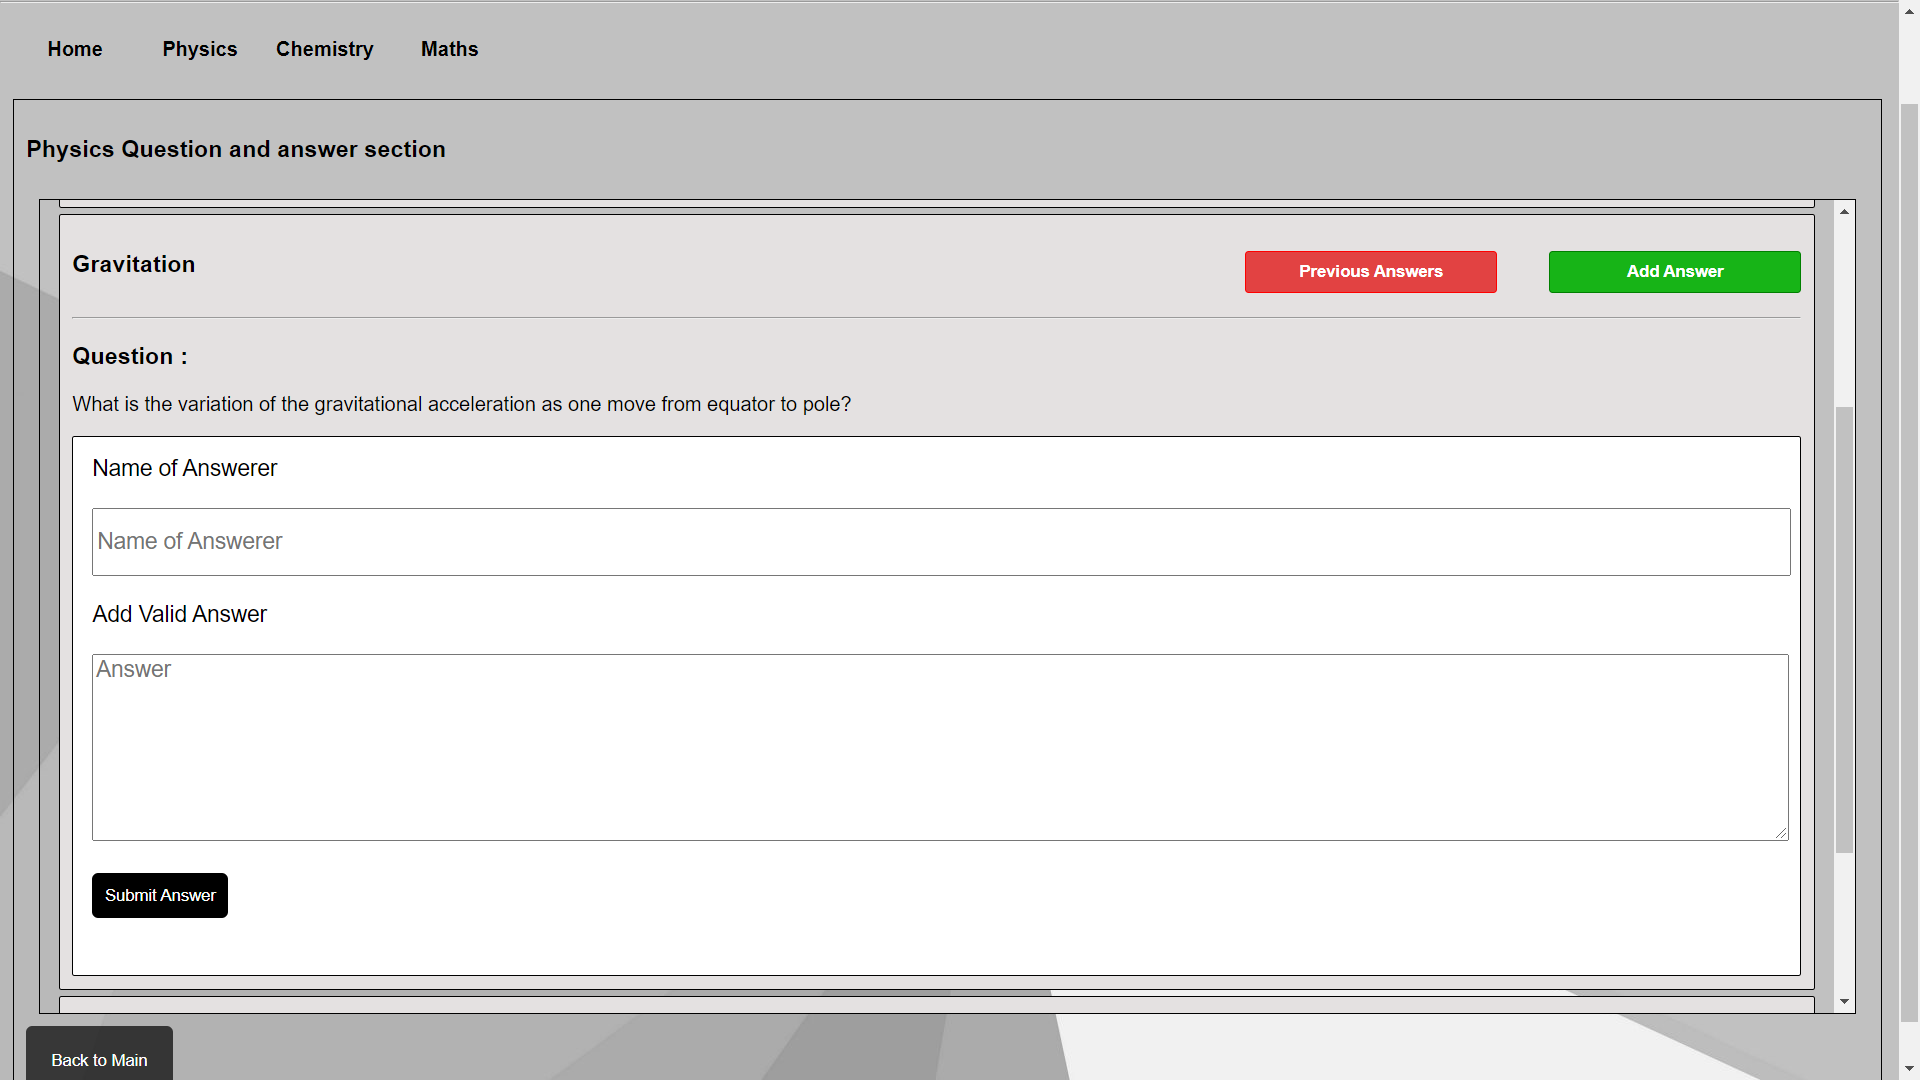 Home Physics Chemistry Maths
Physics Question and answer section
Gravitation
Previous Answers
Add Answer
Question :
What is the variation of the gravitational acceleration as one move from equator to pole?
Name of Answerer
Name of Answerer
Add Valid Answer
Answer
Submit Answer
Back to Main